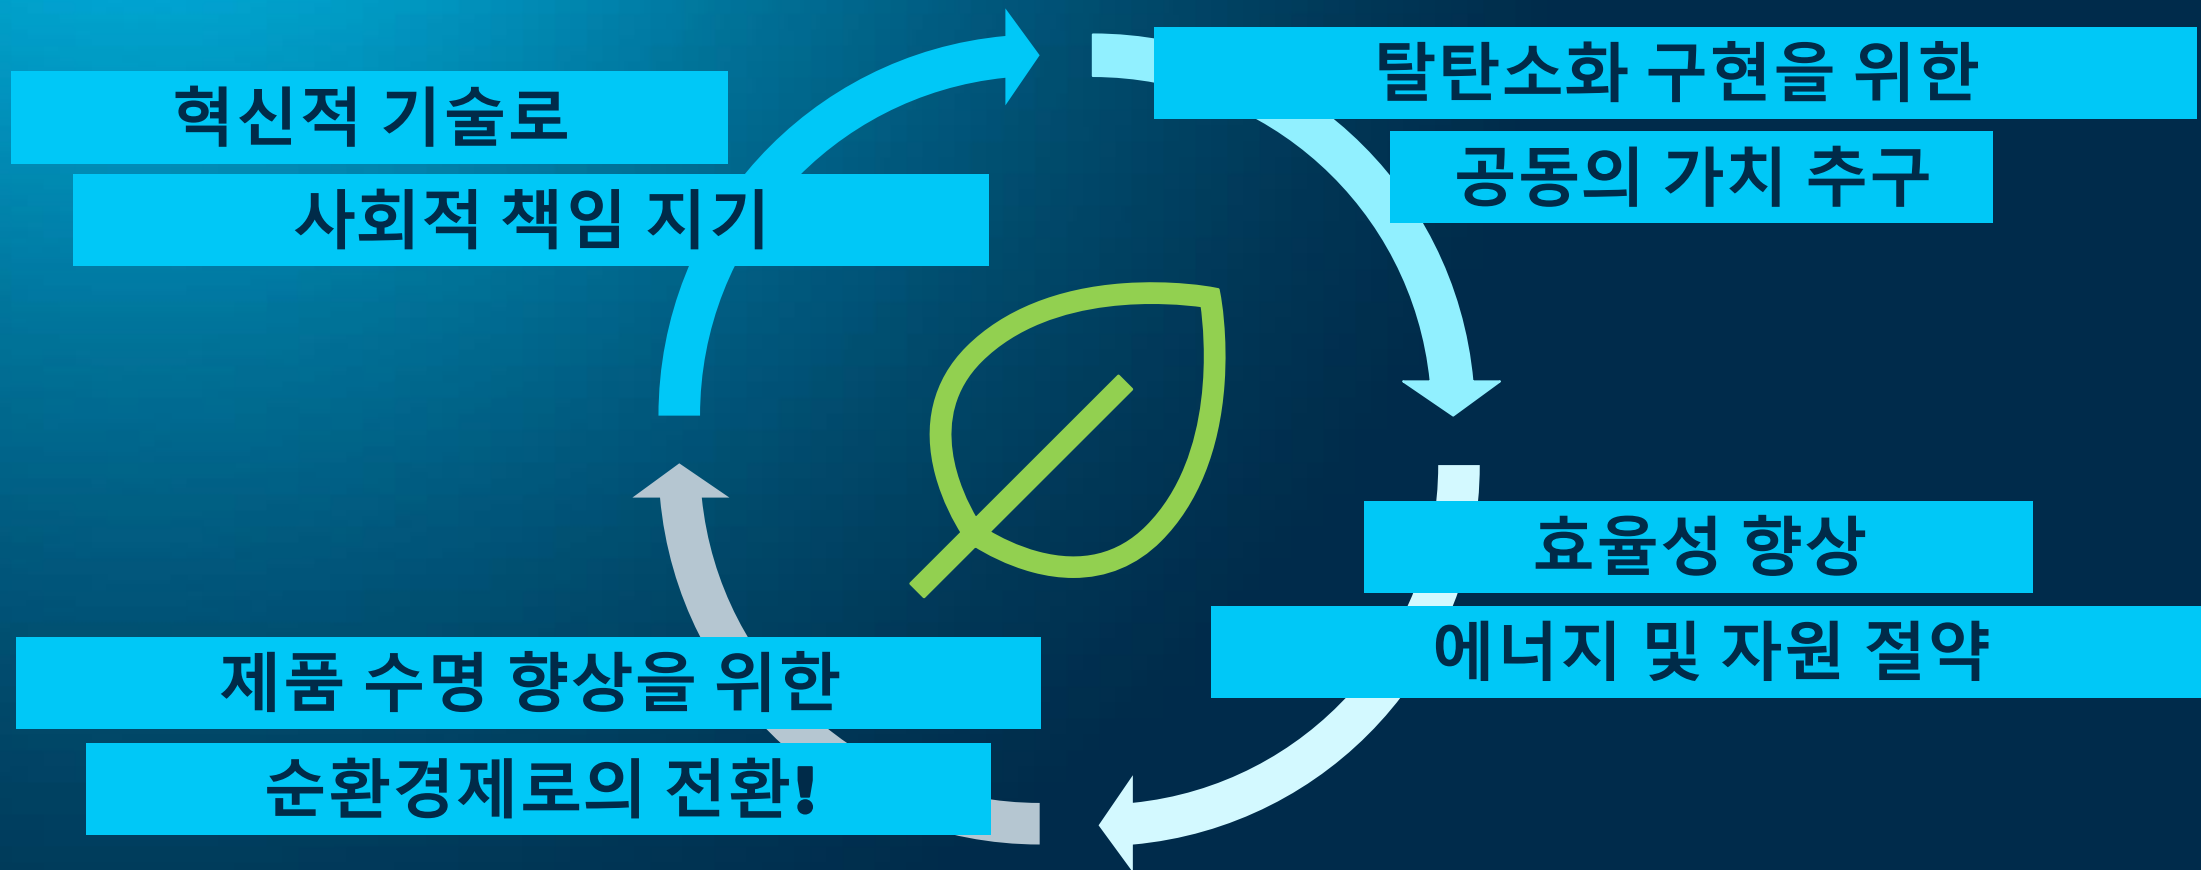 혁신적 기술로
사회적 책임 지기
탈탄소화 구현을 위한
공동의 가치 추구
효율성 향상
에너지 및 자원 절약
제품 수명 향상을 위한
순환경제로의 전환!